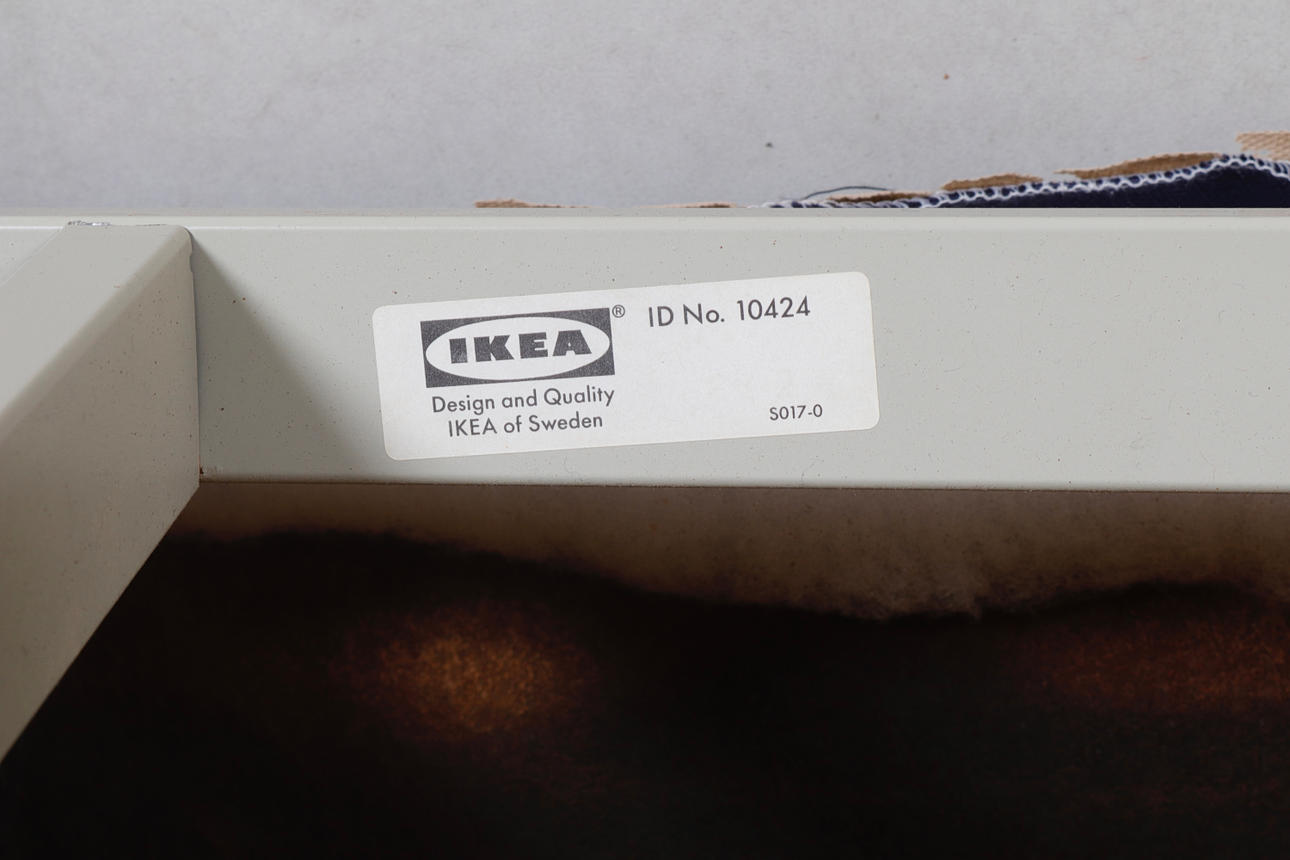 IKEA®
Design and Quality
IKEA of Sweden
ID No. 10424
S017-0